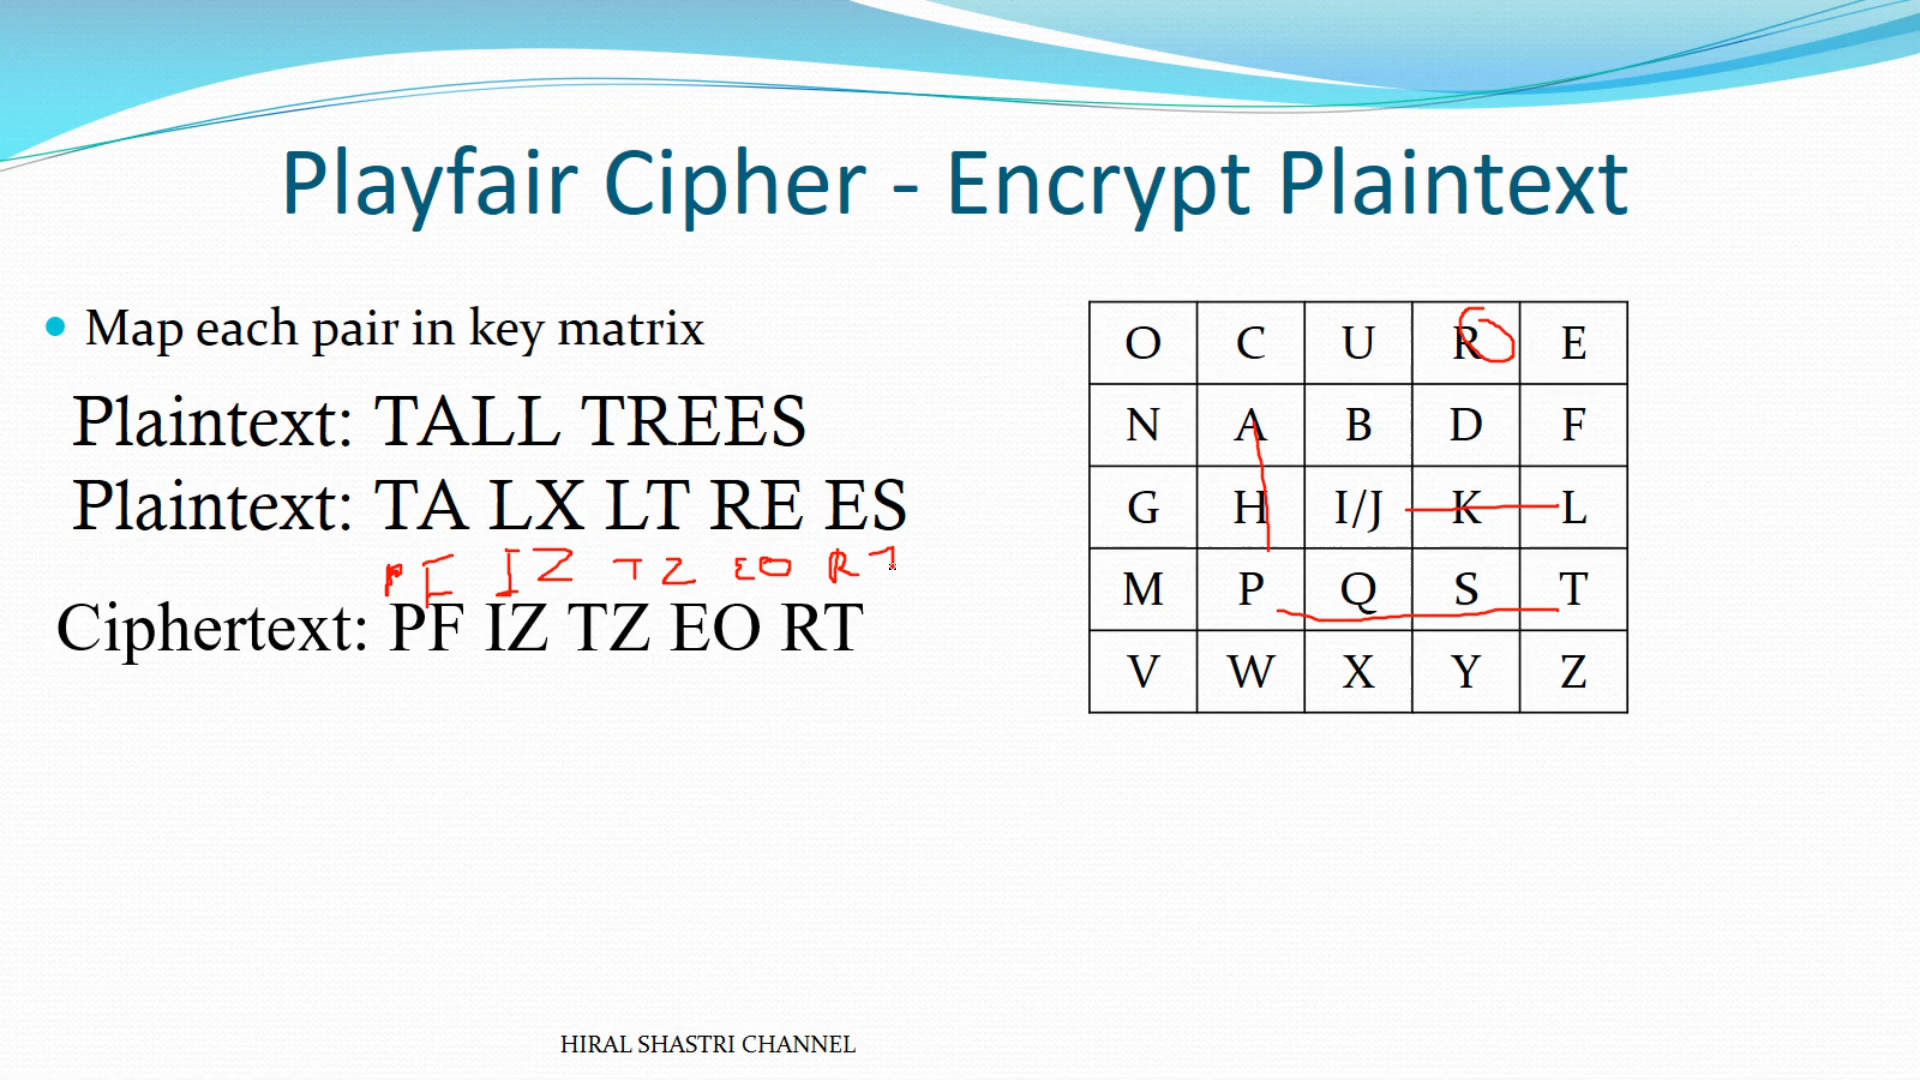 Playfair Cipher - Encrypt Plaintext
Map each pair in key matrix
Plaintext: TALL TREES
Plaintext: TA LX LT RE ES
PF IZ TZ EO RT
Ciphertext: PF IZ TZ EO RT
O C U R E
N A B D F
G H I/J K L
M P Q S T
V W X Y Z
HIRAL SHASTRI CHANNEL